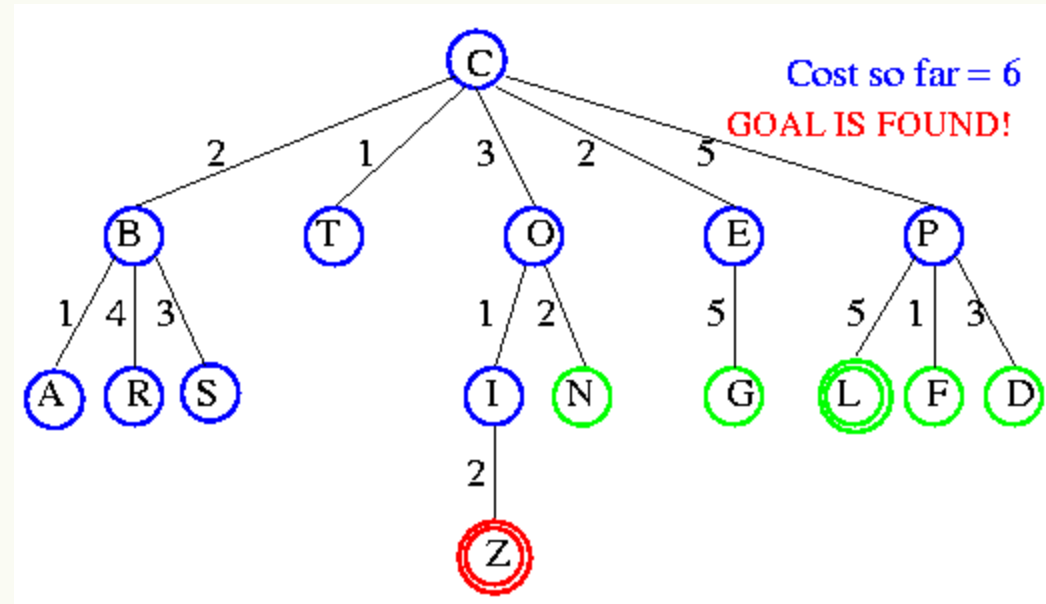 C
Cost so far = 6
GOAL IS FOUND!
2 1 3 2 5
B T O E P
1 4 3 1 2 5 5 1 3
A R S I N G L F D
2
Z